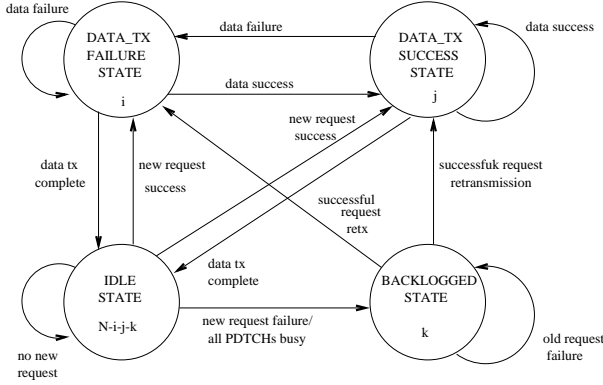 data failure
DATA_TX
FAILURE
STATE
i
data failure
DATA_TX
SUCCESS
STATE
j
data success
data success
new request
success
data tx
complete
new request
success
successful
request
retx
successfuk request
retransmission
data tx
complete
IDLE
STATE
N-i-j-k
BACKLOGGED
STATE
k
new request failure/
all PDTCHs busy
no new
request
old request
failure